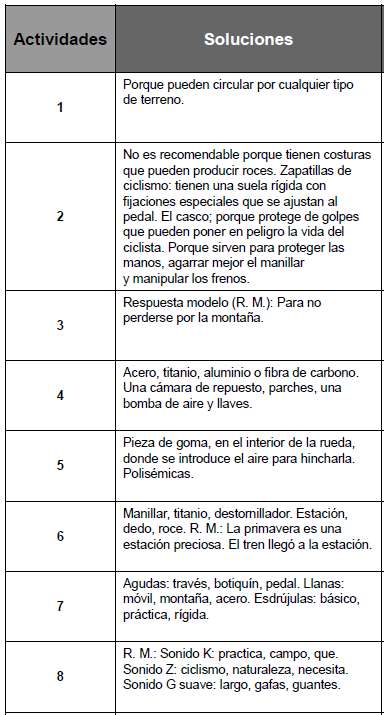 Actividades Soluciones
1 Porque pueden circular por cualquier tipo
de terreno.
2 No es recomendable porque tienen costuras
que pueden producir roces. Zapatillas de
ciclismo: tienen una suela rígida con
fijaciones especiales que se ajustan al
pedal. El casco; porque protege de golpes
que pueden poner en peligro la vida del
ciclista. Porque sirven para proteger las
manos, agarrar mejor el manillar
y manipular los frenos.
3 Respuesta modelo (R. M.): Para no
perderse por la montaña.
4 Acero, titanio, aluminio o fibra de carbono.
Una cámara de repuesto, parches, una
bomba de aire y llaves.
5 Pieza de goma, en el interior de la rueda,
donde se introduce el aire para hincharla.
Polisémicas.
6 Manillar, titanio, destornillador. Estación,
dedo, roce. R. M.: La primavera es una
estación preciosa. El tren llegó a la estación.
7 Agudas: través, botiquín, pedal. Llanas:
móvil, montaña, acero. Esdrújulas: básico,
práctica, rígida.
8 R. M.: Sonido K: practica, campo, que.
Sonido Z: ciclismo, naturaleza, necesita.
Sonido G suave: largo, gafas, guantes.